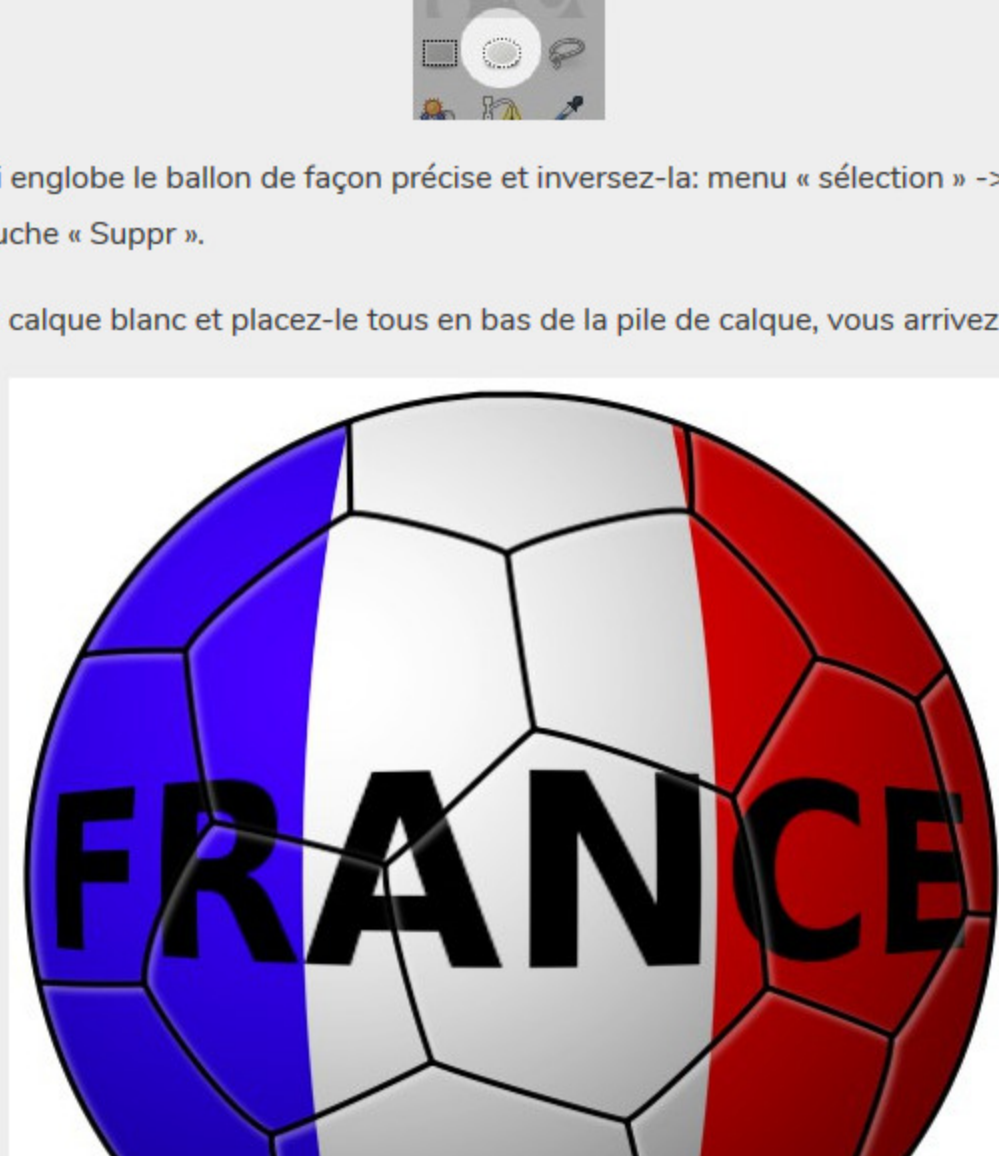 englobe le ballon de façon précise et inversez-la: menu « sélection » ->
uche « Suppr ».
calque blanc et placez-le tous en bas de la pile de calque, vous arrivez
FRANCE